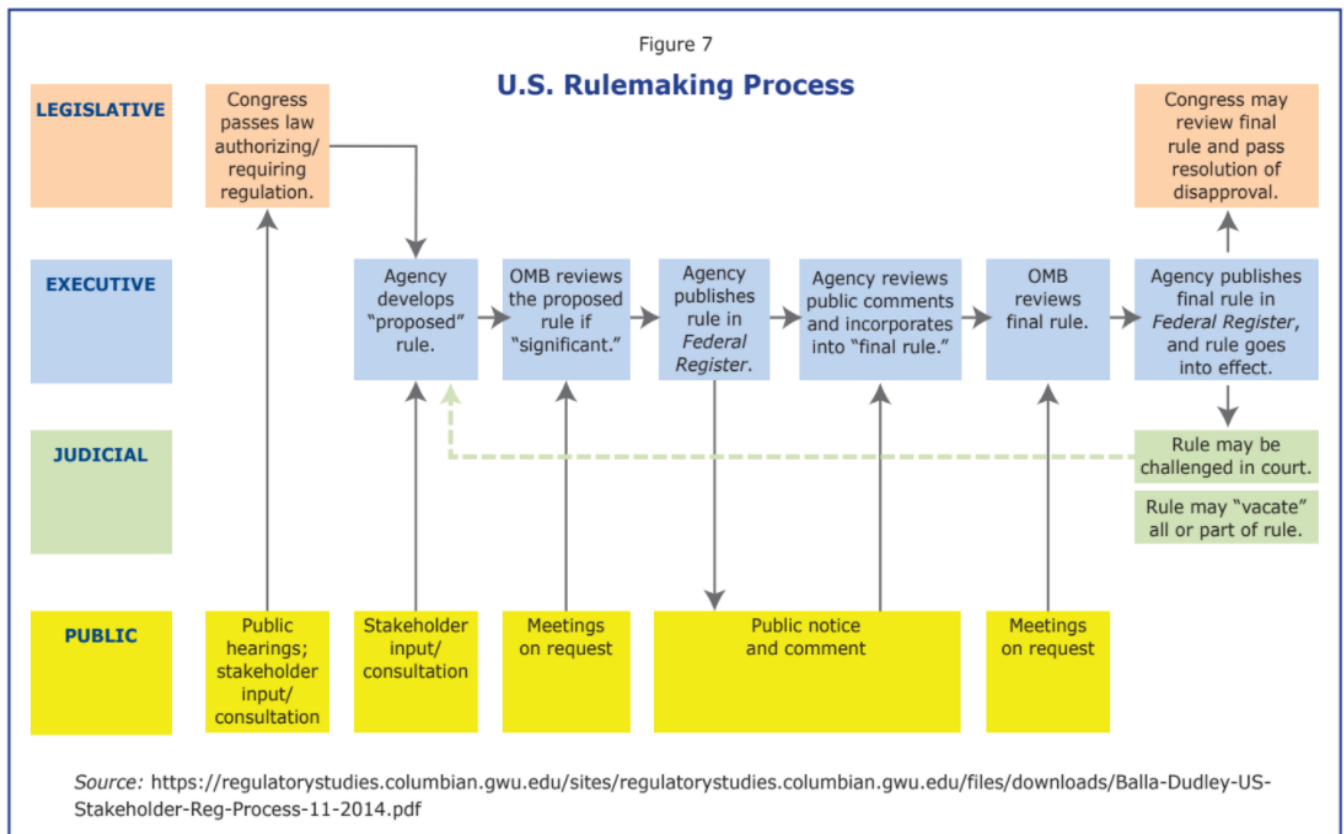 Figure 7
U.S. Rulemaking Process
LEGISLATIVE
Congress
passes law
authorizing/
requiring
regulation.
Congress may
review final
rule and pass
resolution of
disapproval.
EXECUTIVE
Agency
develops
“proposed”
rule.
OMB reviews
the proposed
rule if
“significant.”
Agency
publishes
rule in
Federal
Register.
Agency reviews
public comments
and incorporates
into “final rule.”
OMB
reviews
final rule.
Agency publishes
final rule in
Federal Register,
and rule goes
into effect.
JUDICIAL
Rule may be
challenged in court.
Rule may “vacate”
all or part of rule.
PUBLIC
Public
hearings;
stakeholder
input/
consultation
Stakeholder
input/
consultation
Meetings
on request
Public notice
and comment
Meetings
on request
Source: https://regulatorystudies.columbian.gwu.edu/sites/regulatorystudies.columbian.gwu.edu/files/downloads/Balla-Dudley-US-
Stakeholder-Reg-Process-11-2014.pdf